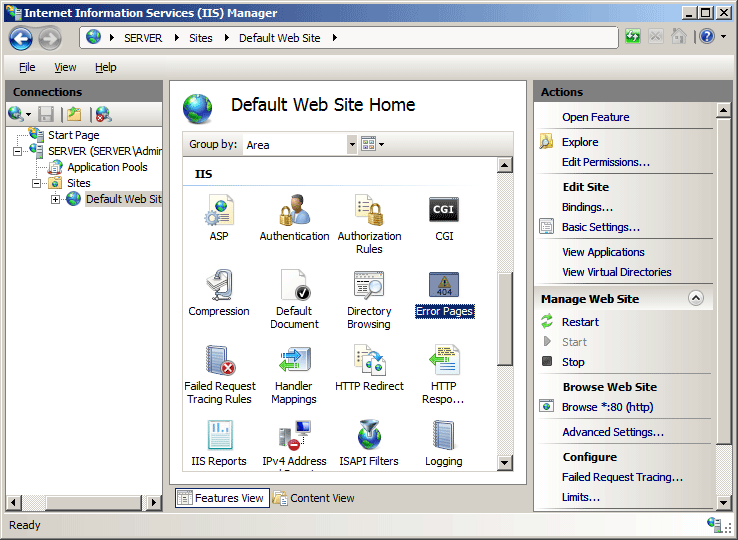 Internet Information Services (IIS) Manager
SERVER
Sites
Default Web Site
File View Help
Connections
Start Page
SERVER (SERVER\Admir
Application Pools
Sites
Default Web Sit
Default Web Site Home
Group by: Area
IIS
ASP
Authentication
Authorization
Rules
CGI
CGI
Compression
Default
Document
Directory
Browsing
404
Error Pages
Failed Request
Tracing Rules
Handler
Mappings
HTTP Redirect
HTTP
Respo...
IIS Reports
IPv4 Address
ISAPI Filters
Logging
Features View
Content View
Actions
Open Feature
Explore
Edit Permissions...
Edit Site
Bindings...
Basic Settings...
View Applications
View Virtual Directories
Manage Web Site
Restart
Start
Stop
Browse Web Site
Browse *:80 (http)
Advanced Settings...
Configure
Failed Request Tracing...
Limits...
Ready